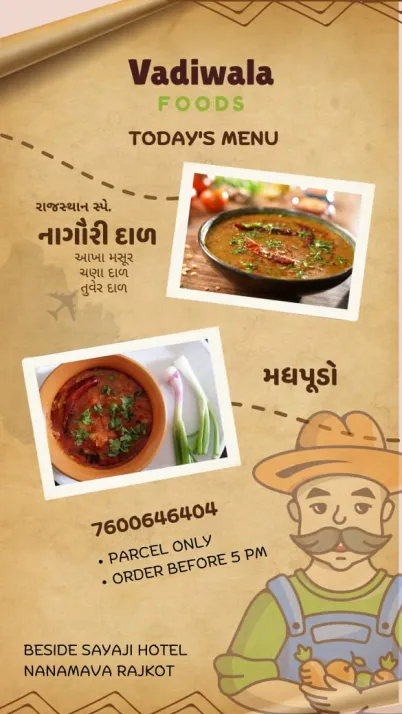 Vadiwala
FOODS
TODAY'S MENU
રાજસ્થાન સ્પે.
નાગૌરી દાળ
આખા મસૂર
ચણા દાળ
તુવેર દાળ
મધપૂડો
7600646404
• PARCEL ONLY
• ORDER BEFORE 5 PM
BESIDE SAYAJI HOTEL
NANAMAVA RAJKOT